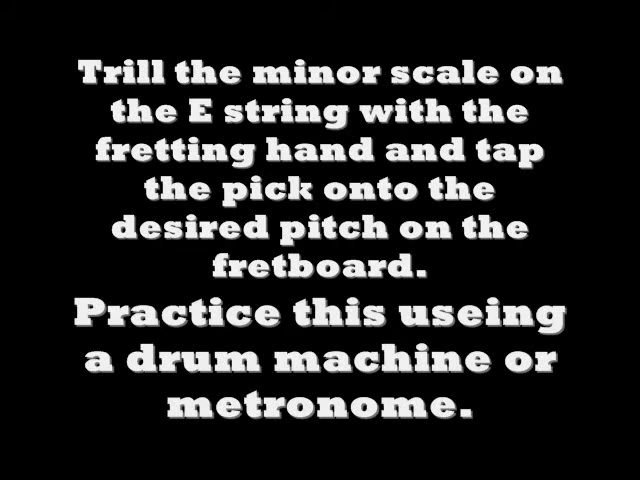 Trill the minor scale on
the E string with the
fretting hand and tap
the pick onto the
desired pitch on the
fretboard.
Practice this useing
a drum machine or
metronome.